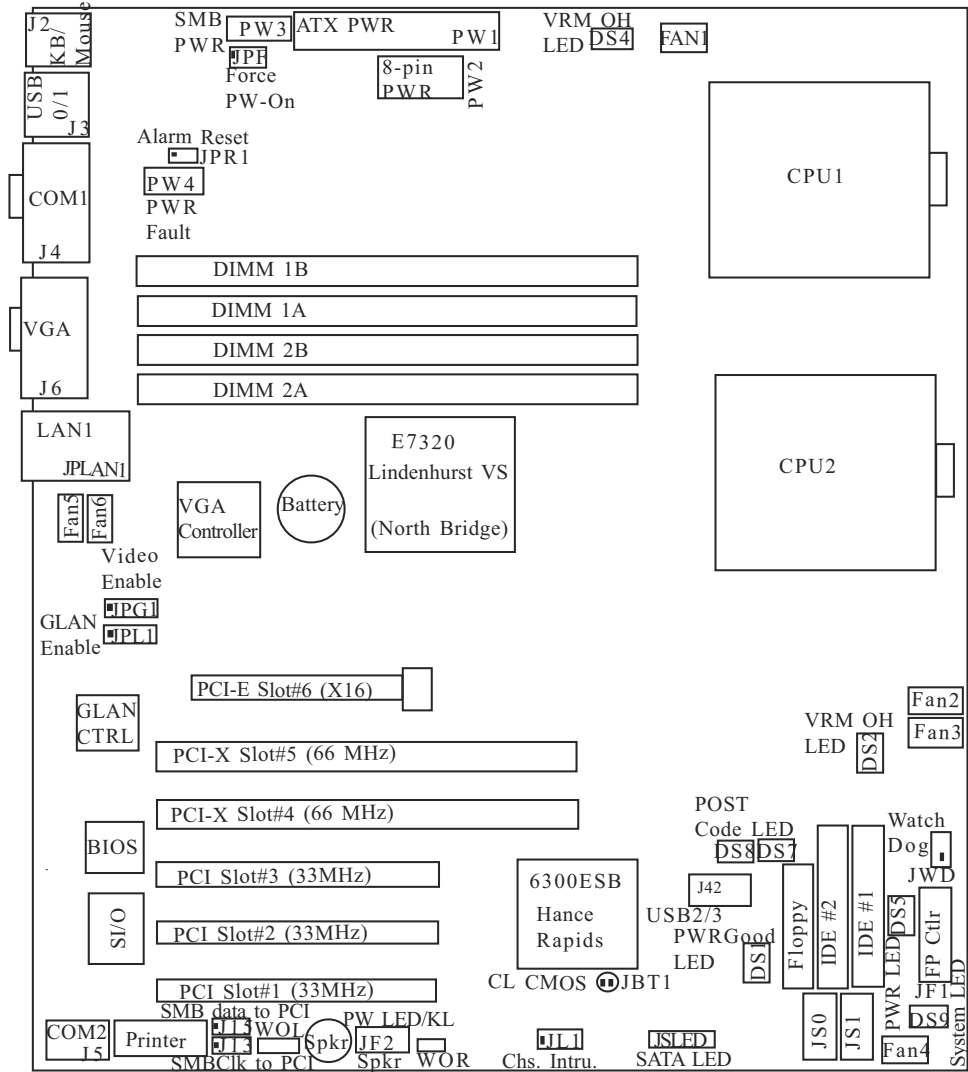 J2
KB/
Mouse
SMB
PWR
PW3
JPF
Force
PW-On
ATX PWR
PW1
8-pin
PWR
PW2
VRM OH
LED
DS4
FAN1
USB
0/1
J3
Alarm Reset
JPR1
PW4
PWR
Fault
COM1
J4
CPU1
DIMM 1B
DIMM 1A
DIMM 2B
DIMM 2A
VGA
J6
LAN1
JPLAN1
E7320
Lindenhurst VS
(North Bridge)
CPU2
Fan5
Fan6
VGA
Controller
Battery
Video
Enable
JPG1
GLAN
Enable
JPL1
PCI-E Slot#6 (X16)
GLAN
CTRL
PCI-X Slot#5 (66 MHz)
PCI-X Slot#4 (66 MHz)
Fan2
Fan3
VRM OH
LED
DS2
BIOS
PCI Slot#3 (33MHz)
SI/O
PCI Slot#2 (33MHz)
PCI Slot#1 (33MHz)
6300ESB
Hance
Rapids
POST
Code LED
DS8
DS7
J42
USB2/3
PWRGood
LED
DS1
Floppy
IDE #2
IDE #1
Watch
Dog
JWD
DS5
PWR LED
FP Ctlr
JF1
DS9
System LED
CL CMOS
JBT1
JS0
JS1
Fan4
COM2
J5
Printer
SMB data to PCI
J15
J13
SMBClk to PCI
WOL
Spkr
PW LED/KL
JF2
Spkr
WOR
JL1
Chs. Intru.
JSLED
SATA LED